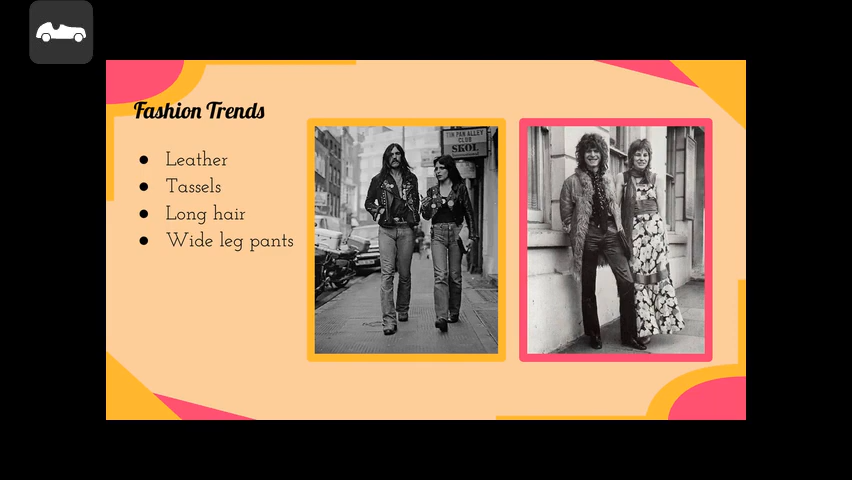 Fashion Trends
Leather
Tassels
Long hair
Wide leg pants
TIN PAN ALLEY
CLUB
SKOL